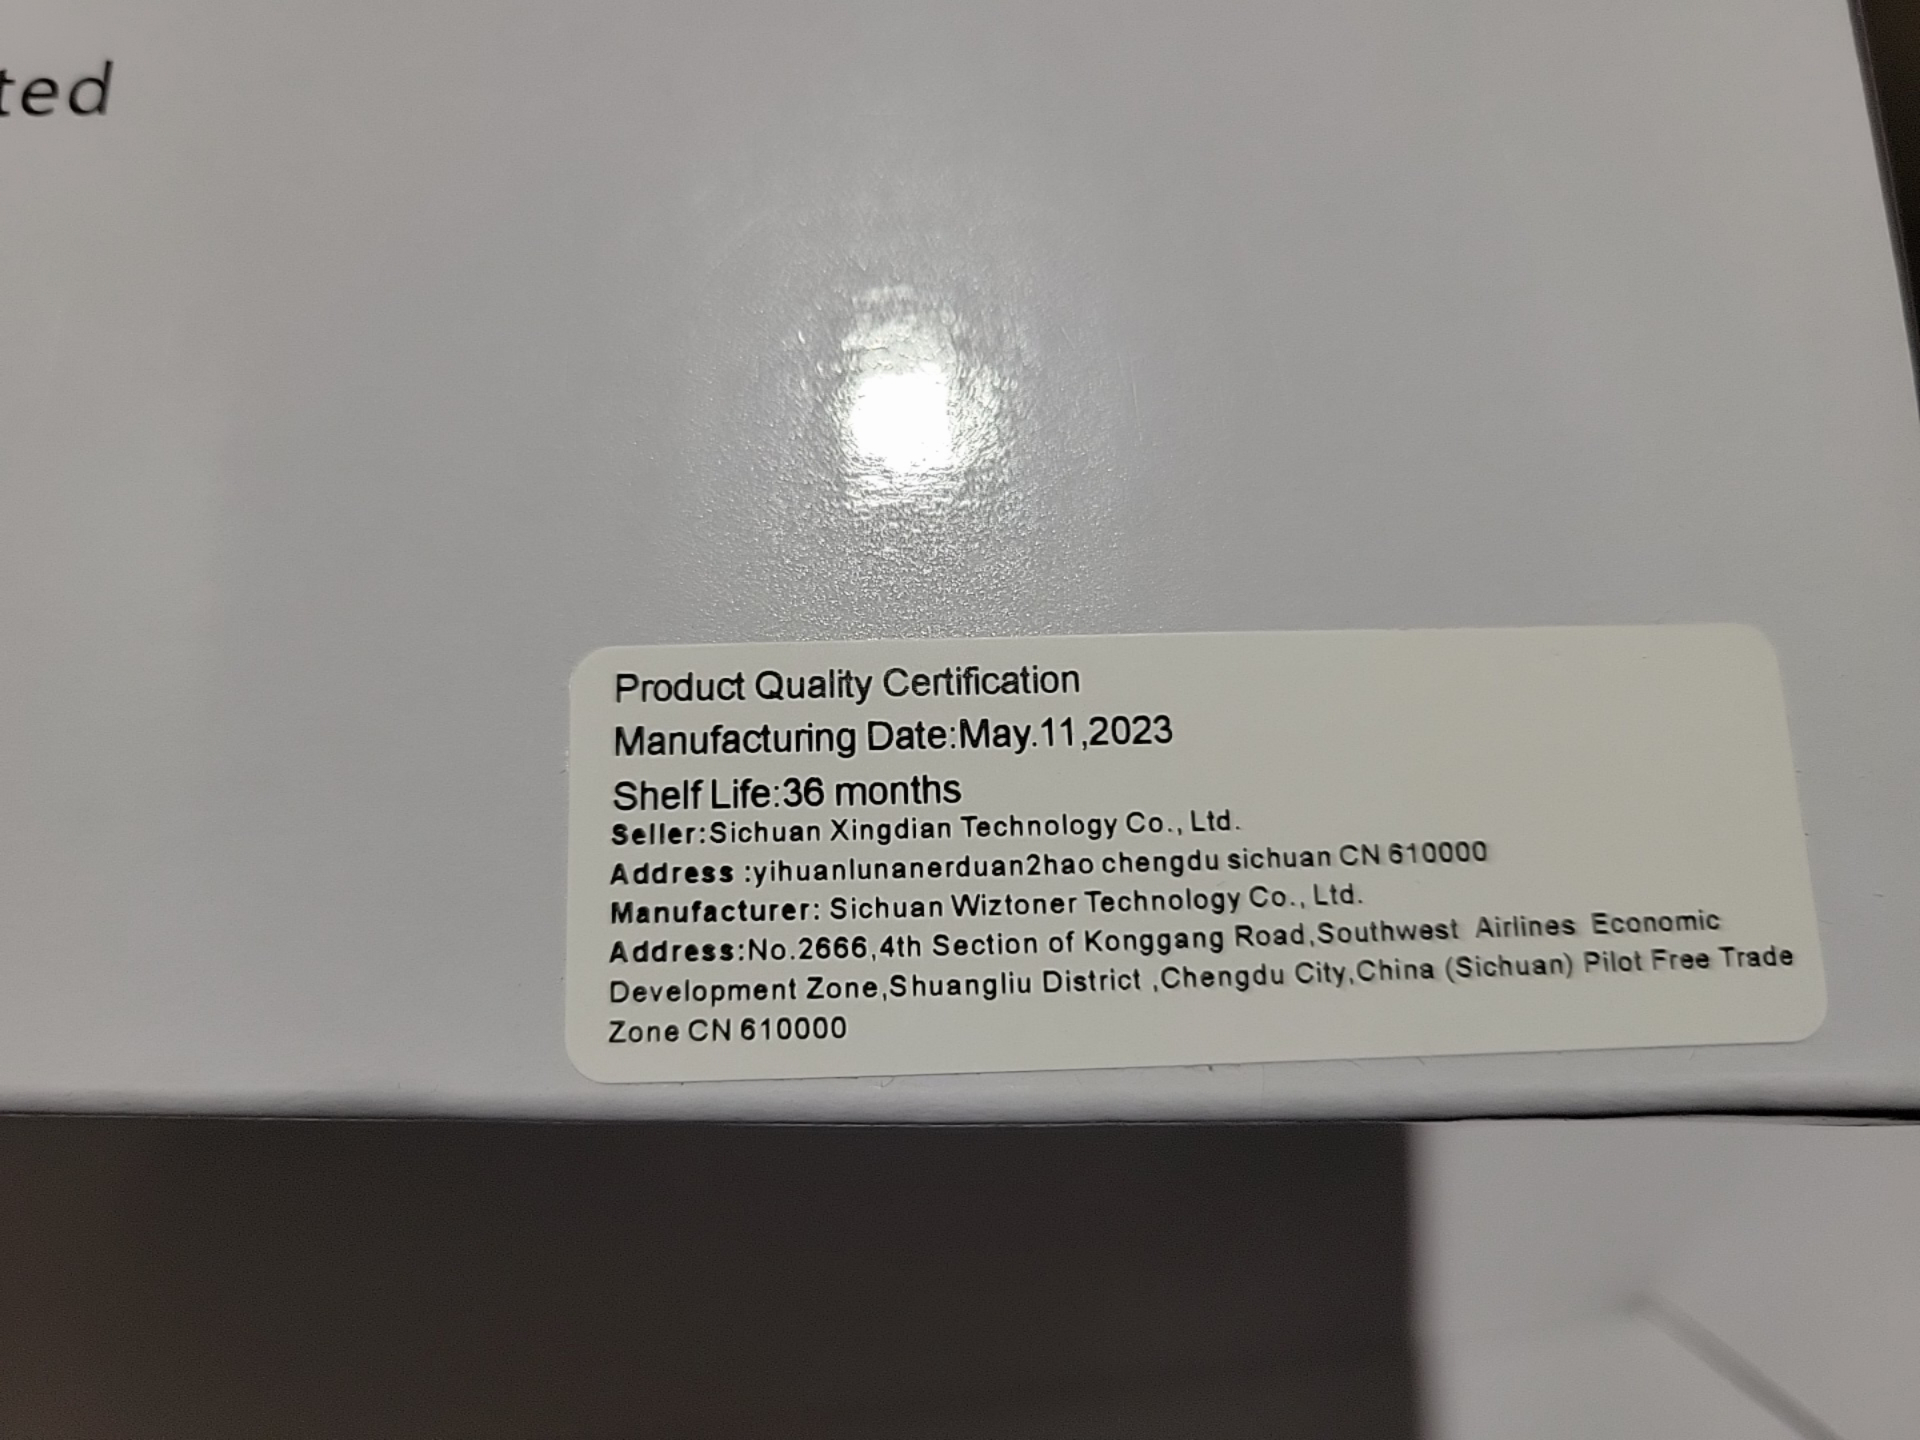 ted
Product Quality Certification
Manufacturing Date:May.11,2023
Shelf Life:36 months
Seller:Sichuan Xingdian Technology Co., Ltd.
Address :yihuanlunanerduan2hao chengdu sichuan CN 610000
Manufacturer: Sichuan Wiztoner Technology Co., Ltd.
Address:No.2666,4th Section of Konggang Road,Southwest Airlines Economic
Development Zone,Shuangliu District ,Chengdu City,China (Sichuan) Pilot Free Trade
Zone CN 610000